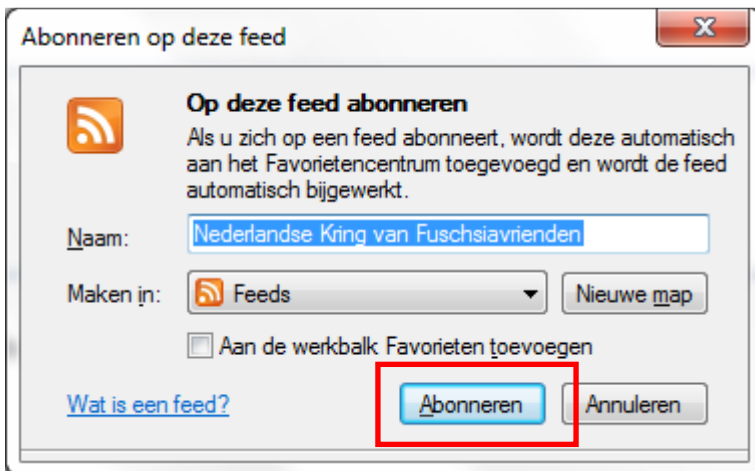 Abonneren op deze feed
Op deze feed abonneren
Als u zich op een feed abonneert, wordt deze automatisch
aan het Favorietencentrum toegevoegd en wordt de feed
automatisch bijgewerkt.
Naam: Nederlandse Kring van Fuschsiavrienden
Maken in: Feeds Nieuwe map
Aan de werkbalk Favorieten toevoegen
Wat is een feed? Abonneren Annuleren